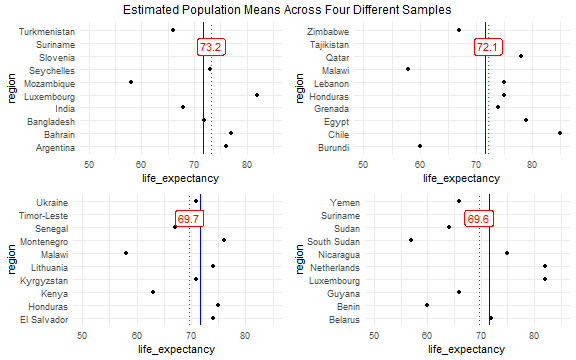 Estimated Population Means Across Four Different Samples
region
Turkmenistan
Suriname
Slovenia
Seychelles
Mozambique
Luxembourg
India
Bangladesh
Bahrain
Argentina
73.2
50 60 70 80
life_expectancy
region
Zimbabwe
Tajikistan
Qatar
Malawi
Lebanon
Honduras
Grenada
Egypt
Chile
Burundi
72.1
50 60 70 80
life_expectancy
region
Ukraine
Timor-Leste
Senegal
Montenegro
Malawi
Lithuania
Kyrgyzstan
Kenya
Honduras
El Salvador
69.7
50 60 70 80
life_expectancy
region
Yemen
Suriname
Sudan
South Sudan
Nicaragua
Netherlands
Luxembourg
Guyana
Benin
Belarus
69.6
50 60 70 80
life_expectancy